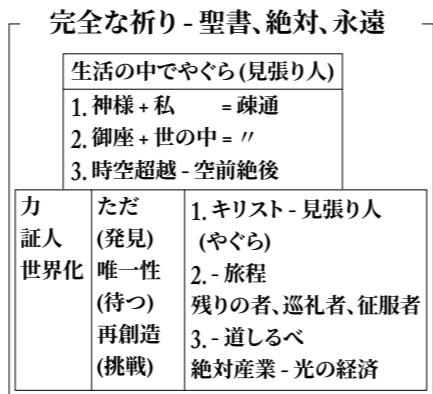 完全な祈り - 聖書、絶対、永遠
生活の中でやぐら(見張り人)
1. 神様 + 私 = 疎通
2. 御座 + 世の中 = 〃
3. 時空超越 - 空前絶後
力
証人
世界化
ただ
(発見)
唯一性
(待つ)
再創造
(挑戦)
1. キリスト - 見張り人
(やぐら)
2. - 旅程
残りの者、巡礼者、征服者
3. - 道しるべ
絶対産業 - 光の経済